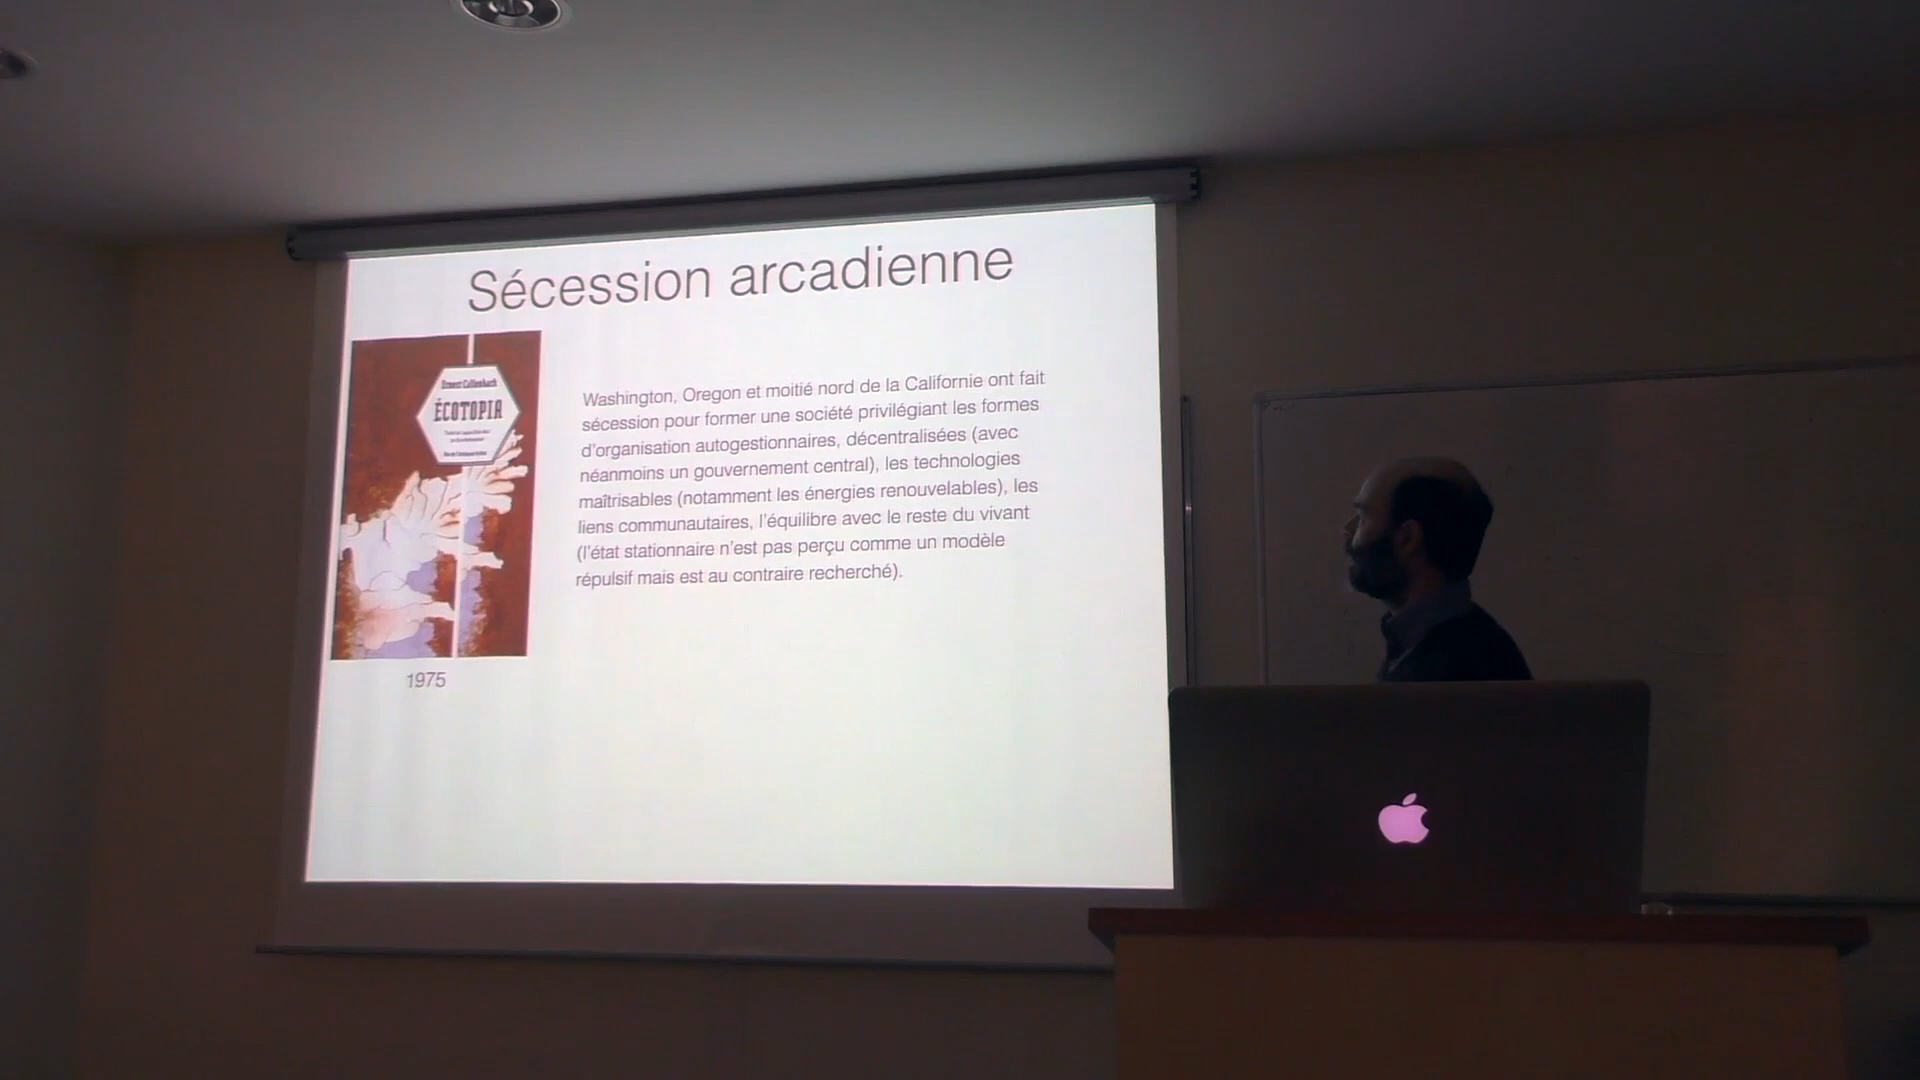 Sécession arcadienne
Ernest Callenbach
ÉCOTOPIA
1975
Washington, Oregon et moitié nord de la Californie ont fait
sécession pour former une société privilégiant les formes
d'organisation autogestionnaires, décentralisées (avec
néanmoins un gouvernement central), les technologies
maîtrisables (notamment les énergies renouvelables), les
liens communautaires, l'équilibre avec le reste du vivant
(l'état stationnaire n'est pas perçu comme un modèle
répulsif mais est au contraire recherché).